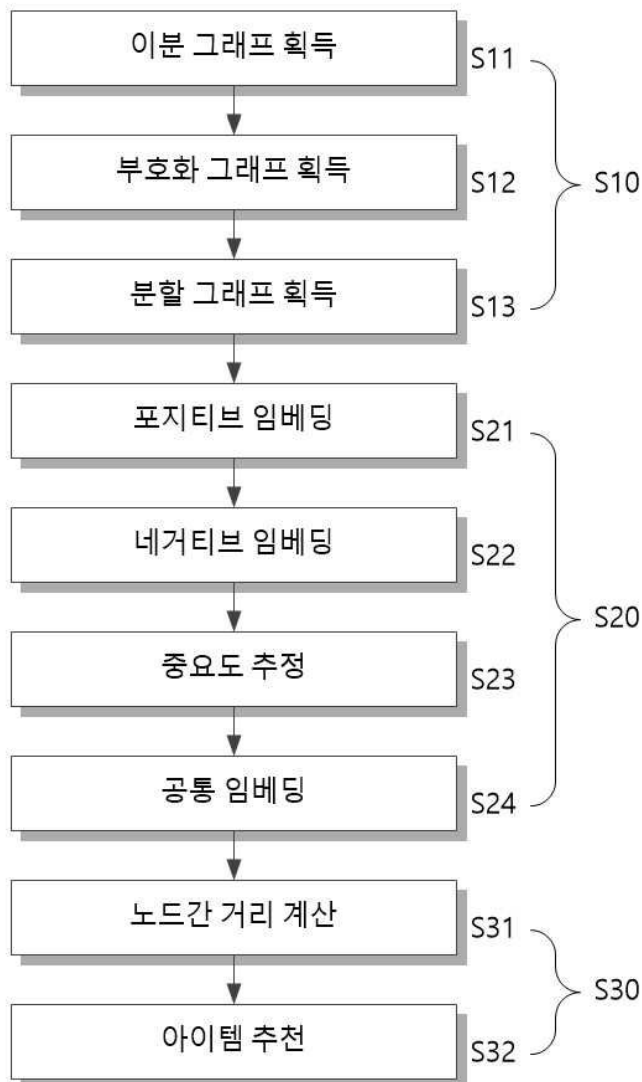 이분 그래프 획득
S11
부호화 그래프 획득
S12
S10
분할 그래프 획득
S13
포지티브 임베딩
S21
네거티브 임베딩
S22
S20
중요도 추정
S23
공통 임베딩
S24
노드간 거리 계산
S31
S30
아이템 추천
S32